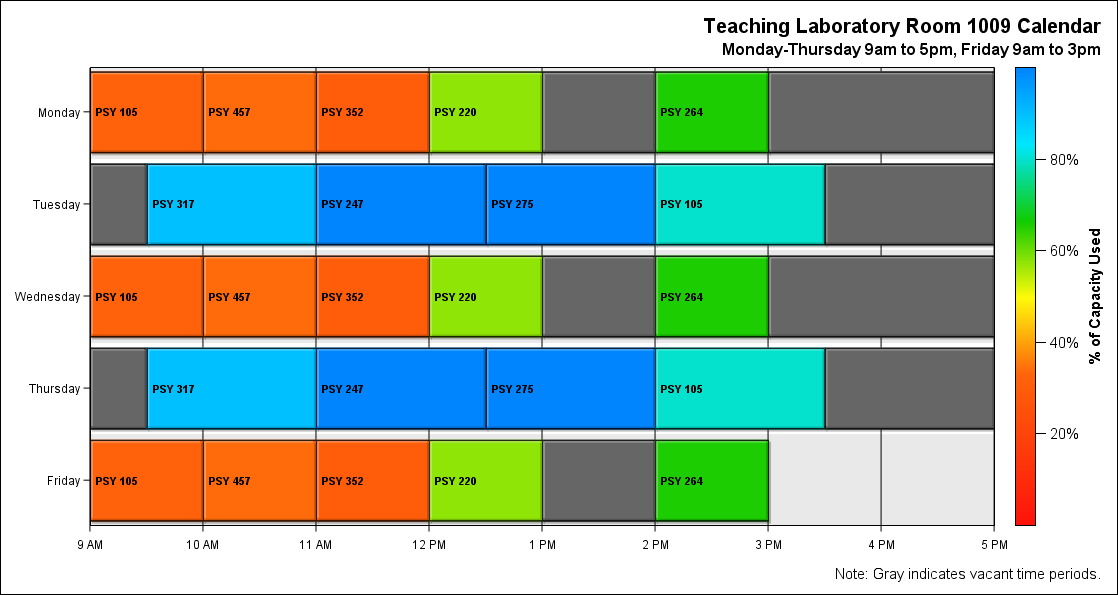 Teaching Laboratory Room 1009 Calendar
Monday-Thursday 9am to 5pm, Friday 9am to 3pm
Monday
PSY 105 PSY 457 PSY 352 PSY 220 PSY 264
Tuesday
PSY 317 PSY 247 PSY 275 PSY 105
Wednesday
PSY 105 PSY 457 PSY 352 PSY 220 PSY 264
Thursday
PSY 317 PSY 247 PSY 275 PSY 105
Friday
PSY 105 PSY 457 PSY 352 PSY 220 PSY 264
9 AM 10 AM 11 AM 12 PM 1 PM 2 PM 3 PM 4 PM 5 PM
80%
60%
40%
20%
% of Capacity Used
Note: Gray indicates vacant time periods.